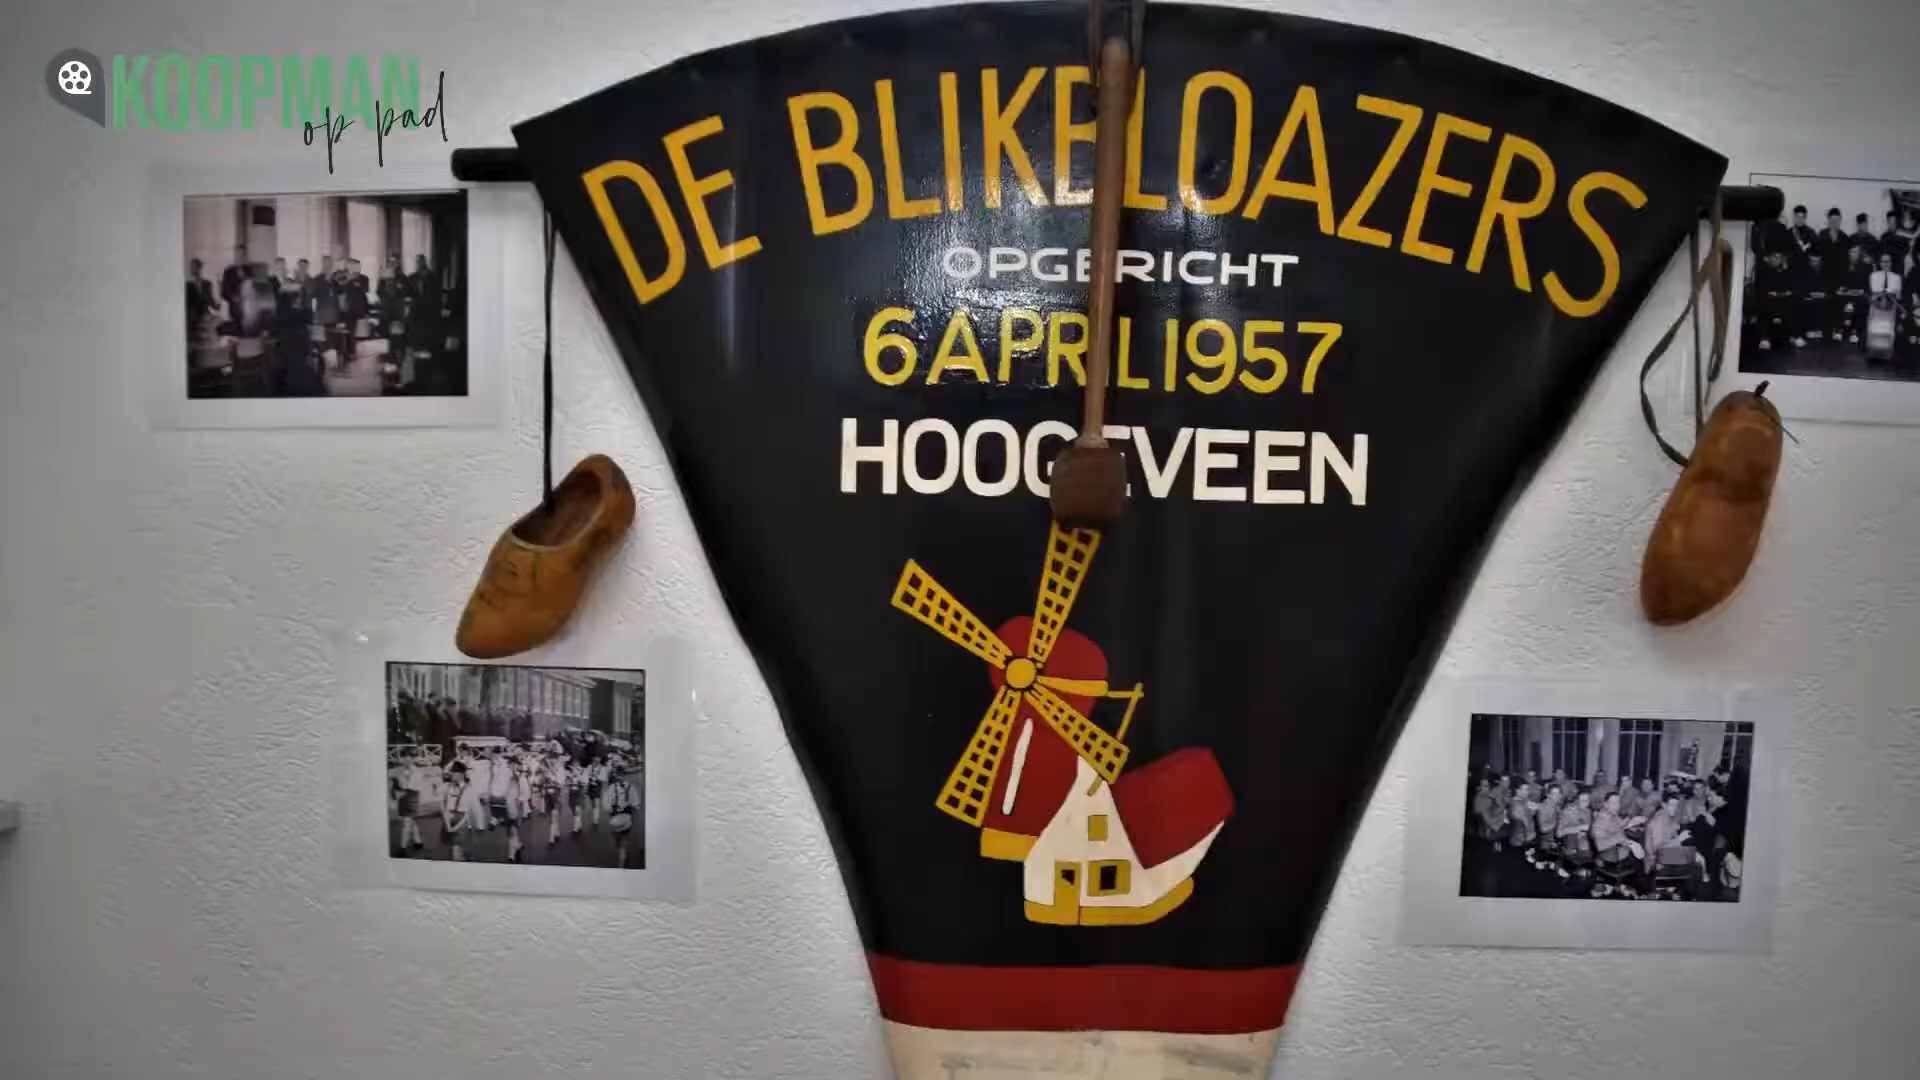 KOOPMAN
op pad
DE BLIKBLOAZERS
OPGERICHT
6 APRIL 1957
HOOGEVEEN